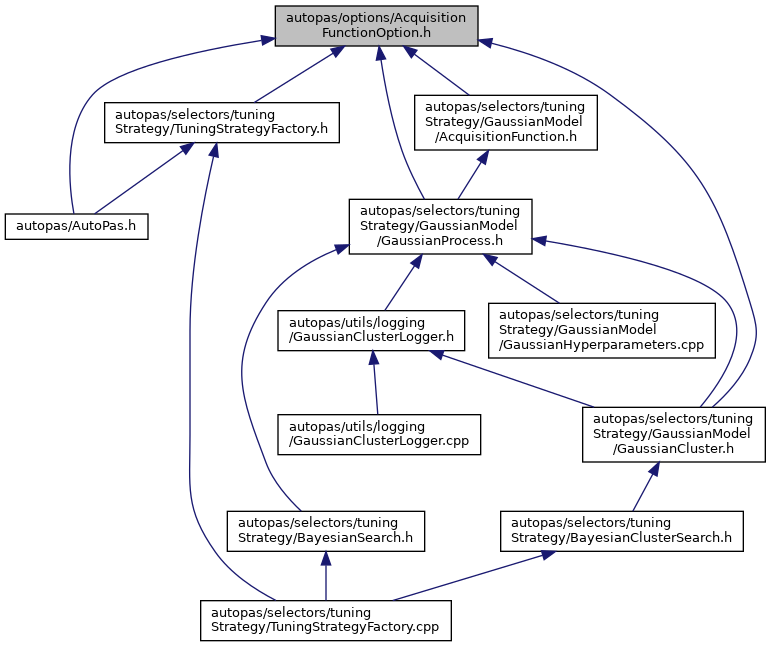 autopas/options/Acquisition
FunctionOption.h
autopas/selectors/tuning
Strategy/TuningStrategyFactory.h
autopas/selectors/tuning
Strategy/GaussianModel
/AcquisitionFunction.h
autopas/AutoPas.h
autopas/selectors/tuning
Strategy/GaussianModel
/GaussianProcess.h
autopas/utils/logging
/GaussianClusterLogger.h
autopas/selectors/tuning
Strategy/GaussianModel
/GaussianHyperparameters.cpp
autopas/utils/logging
/GaussianClusterLogger.cpp
autopas/selectors/tuning
Strategy/GaussianModel
/GaussianCluster.h
autopas/selectors/tuning
Strategy/BayesianSearch.h
autopas/selectors/tuning
Strategy/BayesianClusterSearch.h
autopas/selectors/tuning
Strategy/TuningStrategyFactory.cpp